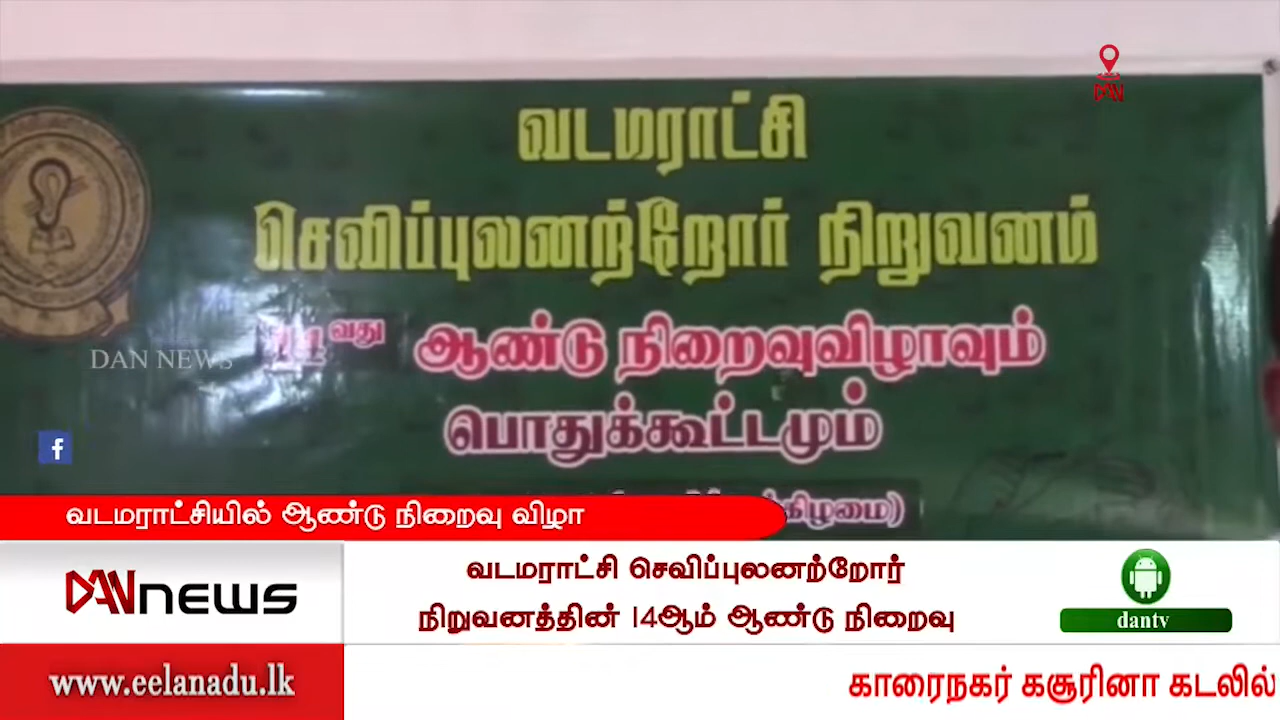 வடமராட்சி
செவிப்புலனற்றோர் நிறுவனம்
வது ஆண்டு நிறைவுவிழாவும்
பொதுக்கூட்டமும்
DAN NEWS
வடமராட்சியில் ஆண்டு நிறைவு விழா
DAN news
வடமராட்சி செவிப்புலனற்றோர்
நிறுவனத்தின் 14ஆம் ஆண்டு நிறைவு
dantv
www.eelanadu.lk
காரைநகர் கசூரினா கடலில்